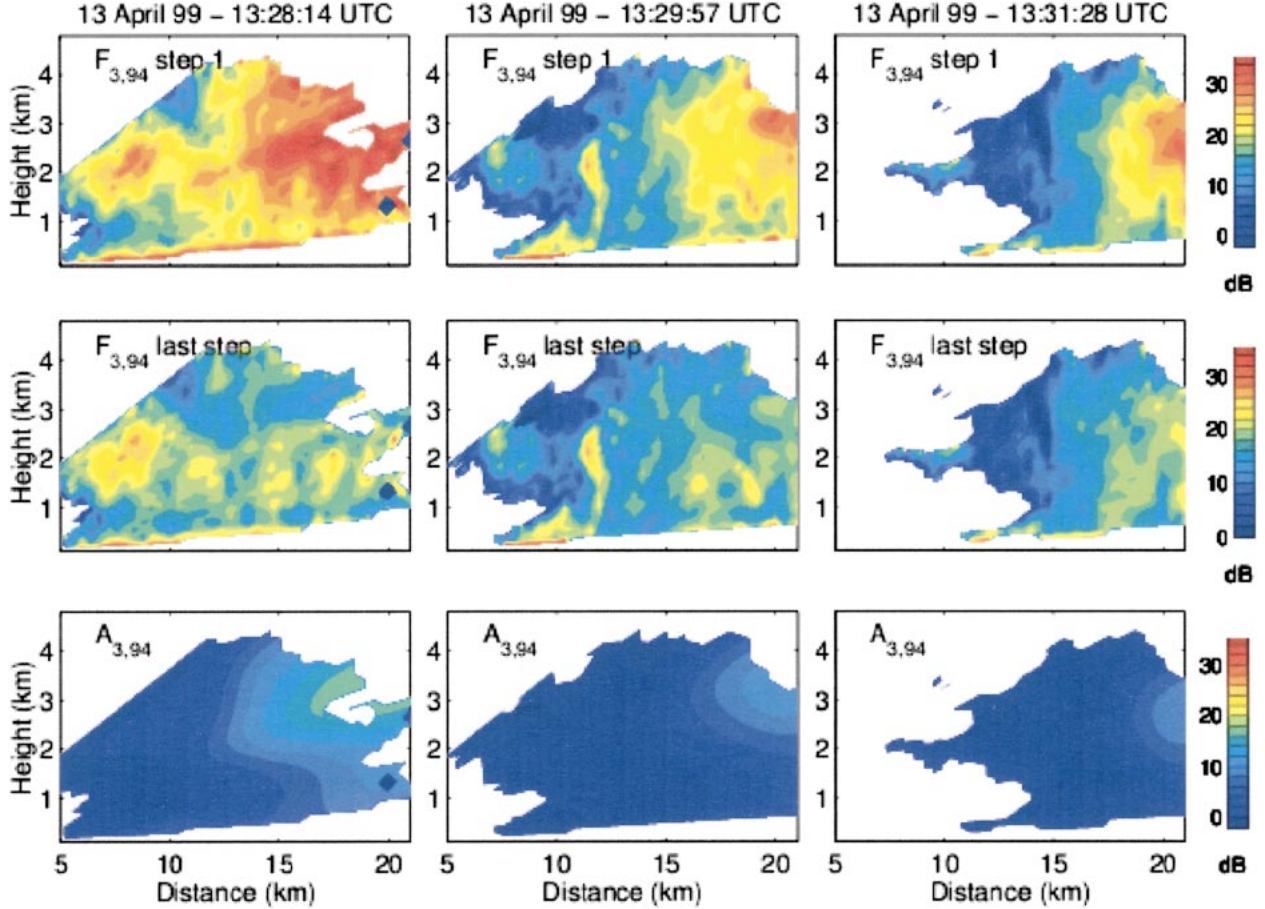 13 April 99 – 13:28:14 UTC
13 April 99 – 13:29:57 UTC
13 April 99 – 13:31:28 UTC
F3,94 step 1
F3,94 step 1
F3,94 step 1
Height (km)
4
3
2
1
4
3
2
1
4
3
2
1
30
20
10
0
dB
F3,94 last step
F3,94 last step
F3,94 last step
Height (km)
4
3
2
1
4
3
2
1
4
3
2
1
30
20
10
0
dB
A3,94
A3,94
A3,94
Height (km)
4
3
2
1
4
3
2
1
4
3
2
1
30
20
10
0
dB
5 10 15 20
5 10 15 20
5 10 15 20
Distance (km)
Distance (km)
Distance (km)